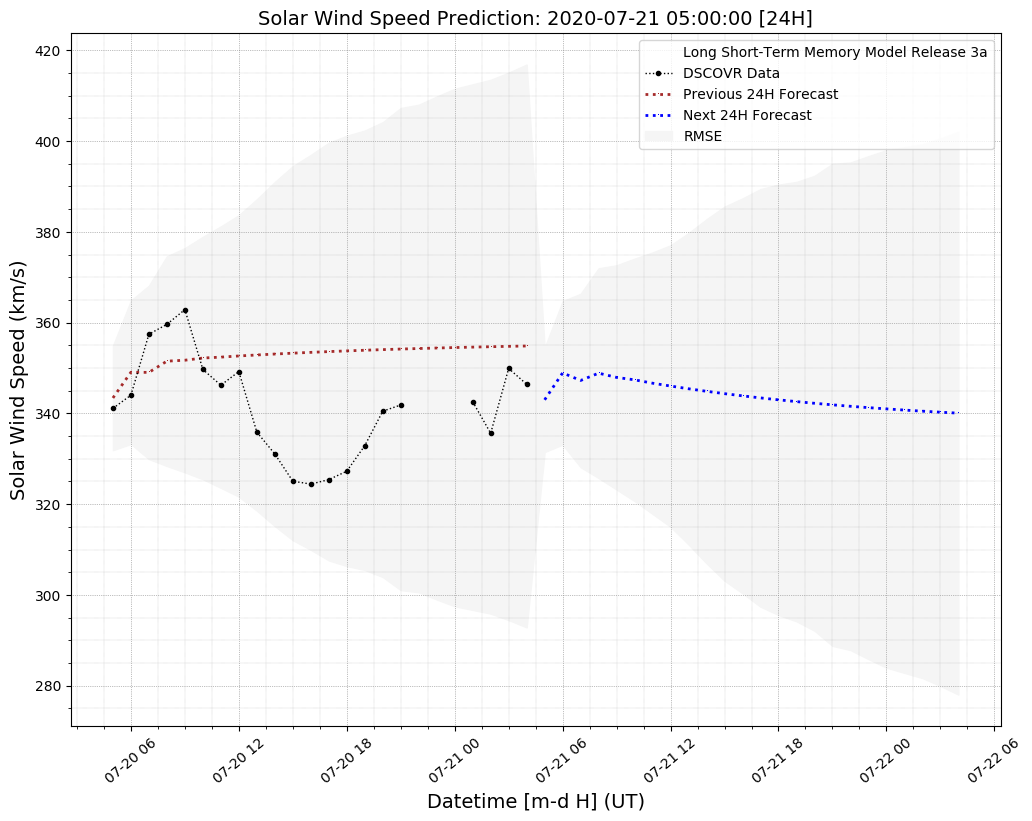 Solar Wind Speed Prediction: 2020-07-21 05:00:00 [24H]
Long Short-Term Memory Model Release 3a
DSCOVR Data
Previous 24H Forecast
Next 24H Forecast
RMSE
Solar Wind Speed (km/s)
420
400
380
360
340
320
300
280
07-20 06
07-20 12
07-20 18
07-21 00
07-21 06
07-21 12
07-21 18
07-22 00
07-22 06
Datetime [m-d H] (UT)